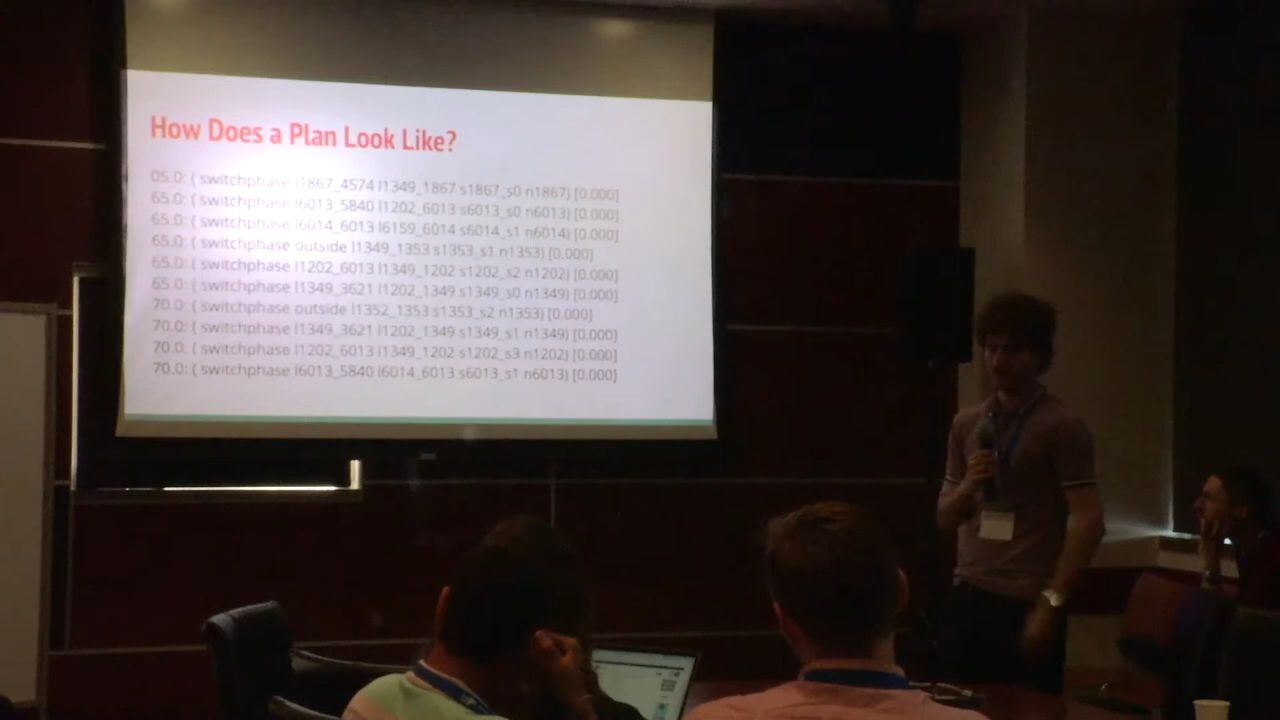 How Does a Plan Look Like?
05.0: ( switchphase l1867_4574 l1349_1867 s1867_s0 n1867) [0.000]
65.0: ( switchphase l6013_5840 l1202_6013 s6013_s0 n6013) [0.000]
65.0: ( switchphase l6014_6013 l6159_6014 s6014_s1 n6014) [0.000]
65.0: ( switchphase outside l1349_1353 s1353_s1 n1353) [0.000]
65.0: ( switchphase l1202_6013 l1349_1202 s1202_s2 n1202) [0.000]
65.0: ( switchphase l1349_3621 l1202_1349 s1349_s0 n1349) [0.000]
70.0: ( switchphase outside l1352_1353 s1353_s2 n1353) [0.000]
70.0: ( switchphase l1349_3621 l1202_1349 s1349_s1 n1349) [0.000]
70.0: ( switchphase l1202_6013 l1349_1202 s1202_s3 n1202) [0.000]
70.0: ( switchphase l6013_5840 l6014_6013 s6013_s1 n6013) [0.000]